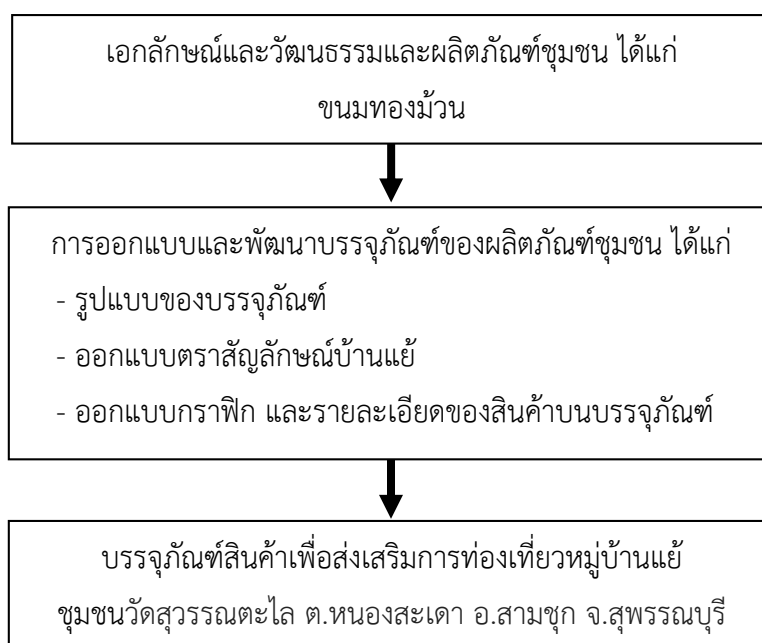 เอกลักษณ์และวัฒนธรรมและผลิตภัณฑ์ชุมชน ได้แก่
ขนมทองม้วน
การออกแบบและพัฒนาบรรจุภัณฑ์ของผลิตภัณฑ์ชุมชน ได้แก่
- รูปแบบของบรรจุภัณฑ์
- ออกแบบตราสัญลักษณ์บ้านแย้
- ออกแบบกราฟิก และรายละเอียดของสินค้าบนบรรจุภัณฑ์
บรรจุภัณฑ์สินค้าเพื่อส่งเสริมการท่องเที่ยวหมู่บ้านแย้
ชุมชนวัดสุวรรณตะไล ต.หนองสะเดา อ.สามชุก จ.สุพรรณบุรี